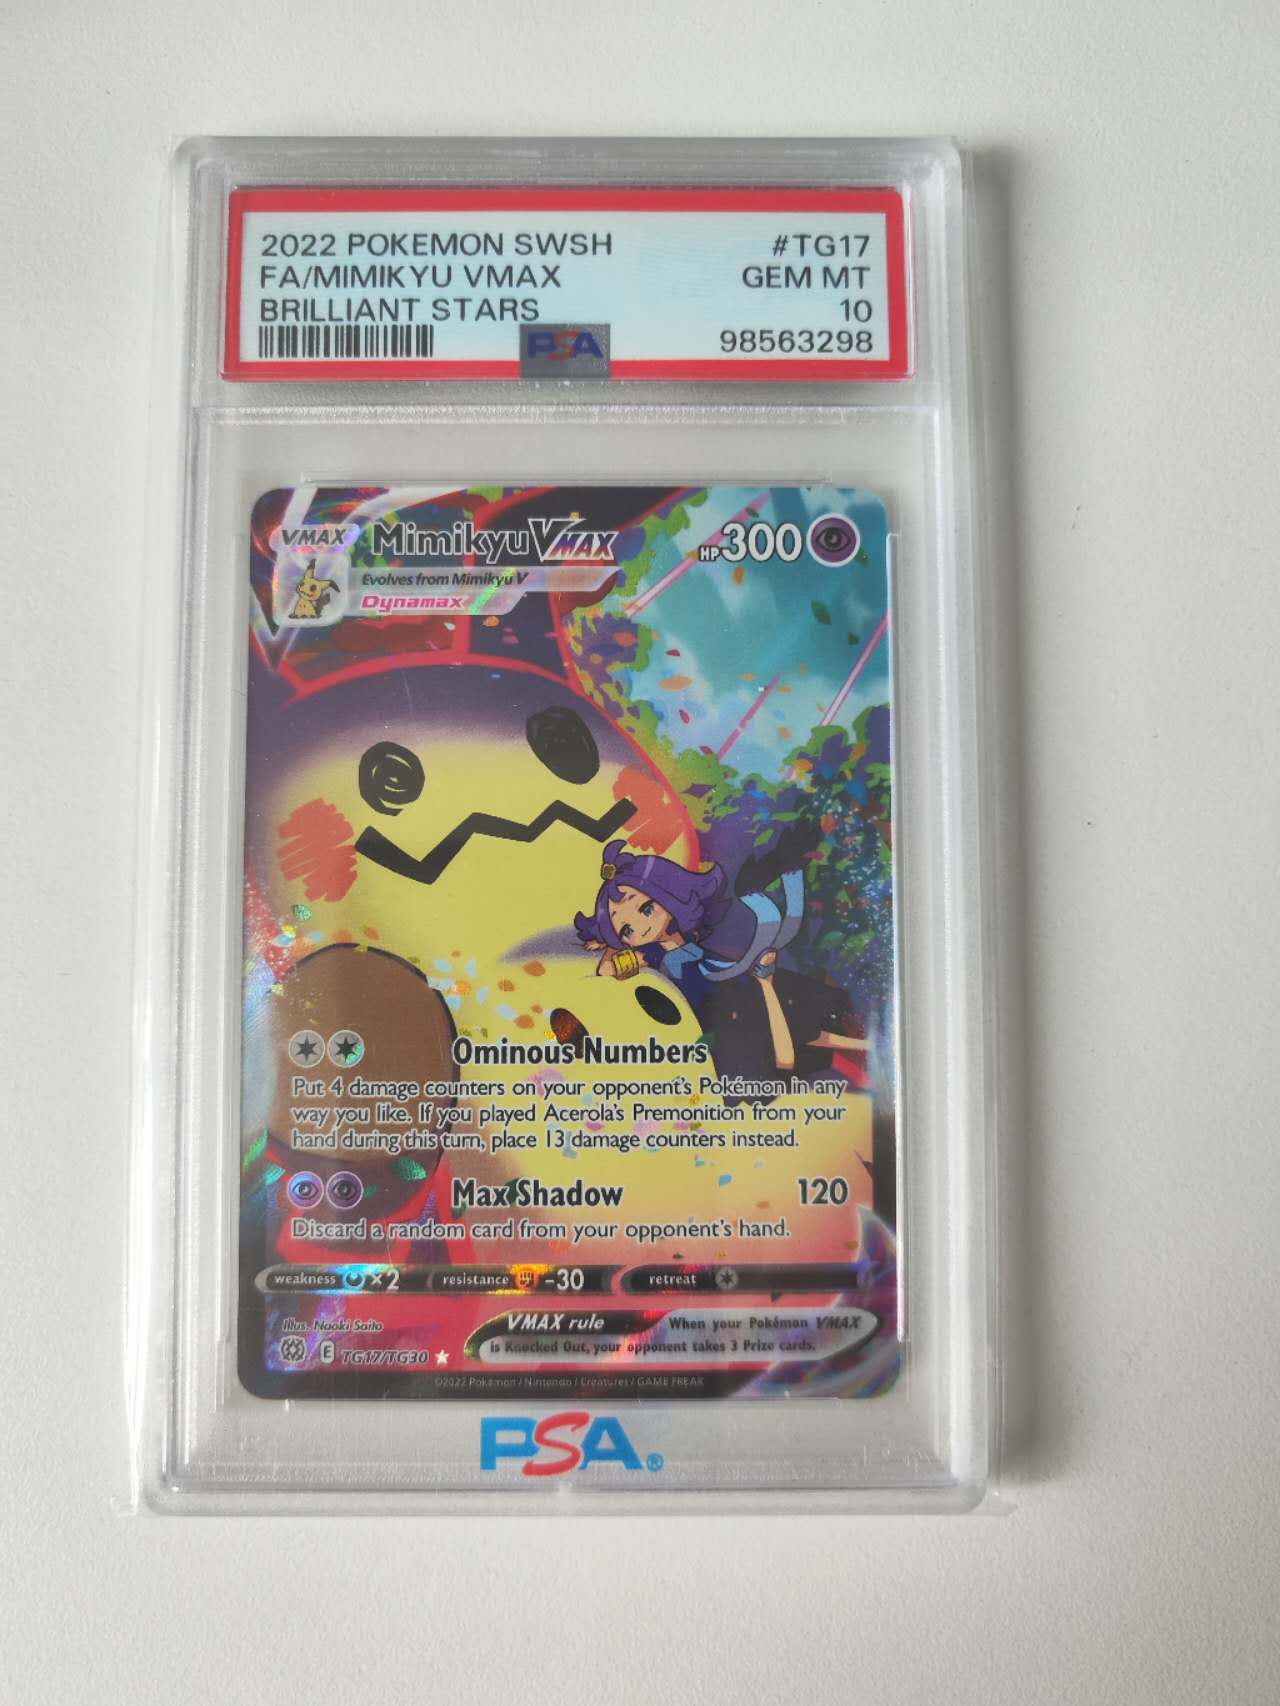 2022 POKEMON SWSH #TG17
FA/MIMIKYU VMAX GEM MT
BRILLIANT STARS 10
PSA 98563298
VMAX MimikyuVMAX HP300
Evolves from Mimikyu V
Dynamax
Ominous Numbers
Put 4 damage counters on your opponent's Pokémon in any
way you like. If you played Acerola's Premonition from your
hand during this turn, place 13 damage counters instead.
Max Shadow 120
Discard a random card from your opponent's hand.
weakness ×2 resistance -30 retreat
Illus. Naoki Saito
VMAX rule When your Pokémon VMAX
is Knocked Out, your opponent takes 3 Prize cards.
E TG17/TG30
©2022 Pokémon / Nintendo / Creatures / GAME FREAK
PSA®